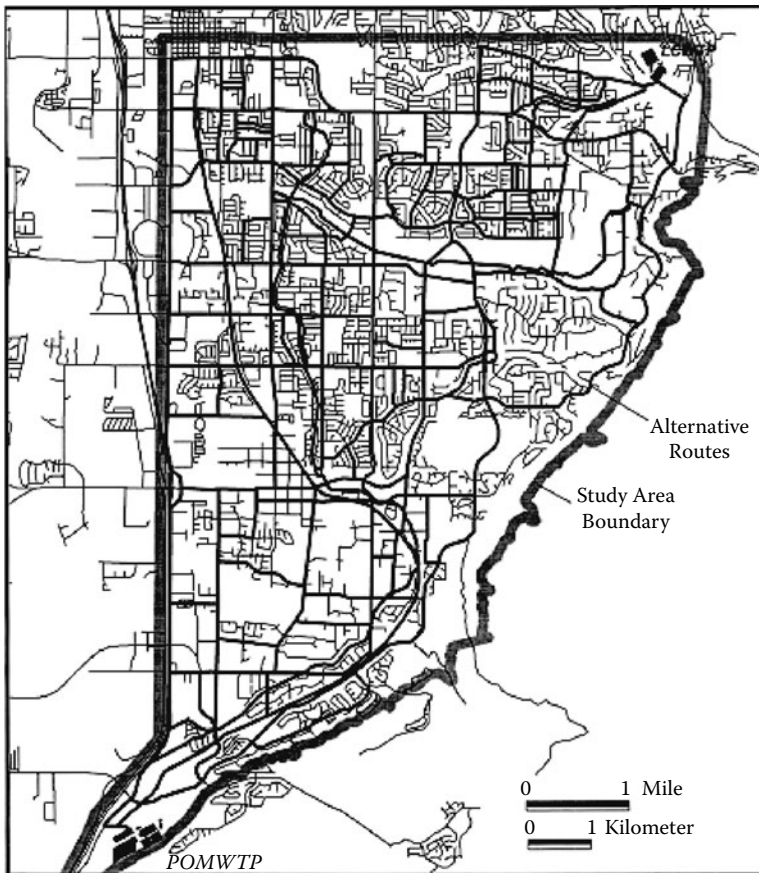 Alternative
Routes
Study Area
Boundary
0 1 Mile
0 1 Kilometer
POMWTP